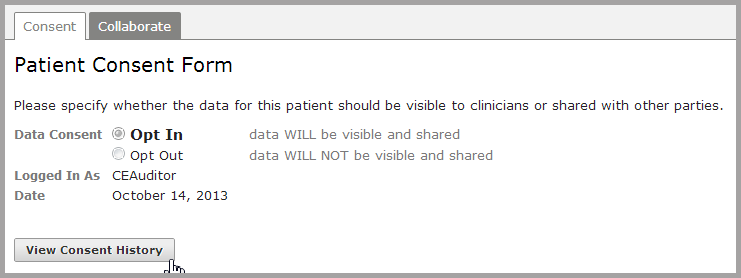 Consent Collaborate
Patient Consent Form
Please specify whether the data for this patient should be visible to clinicians or shared with other parties.
Data Consent Opt In data WILL be visible and shared
Opt Out data WILL NOT be visible and shared
Logged In As CEAuditor
Date October 14, 2013
View Consent History